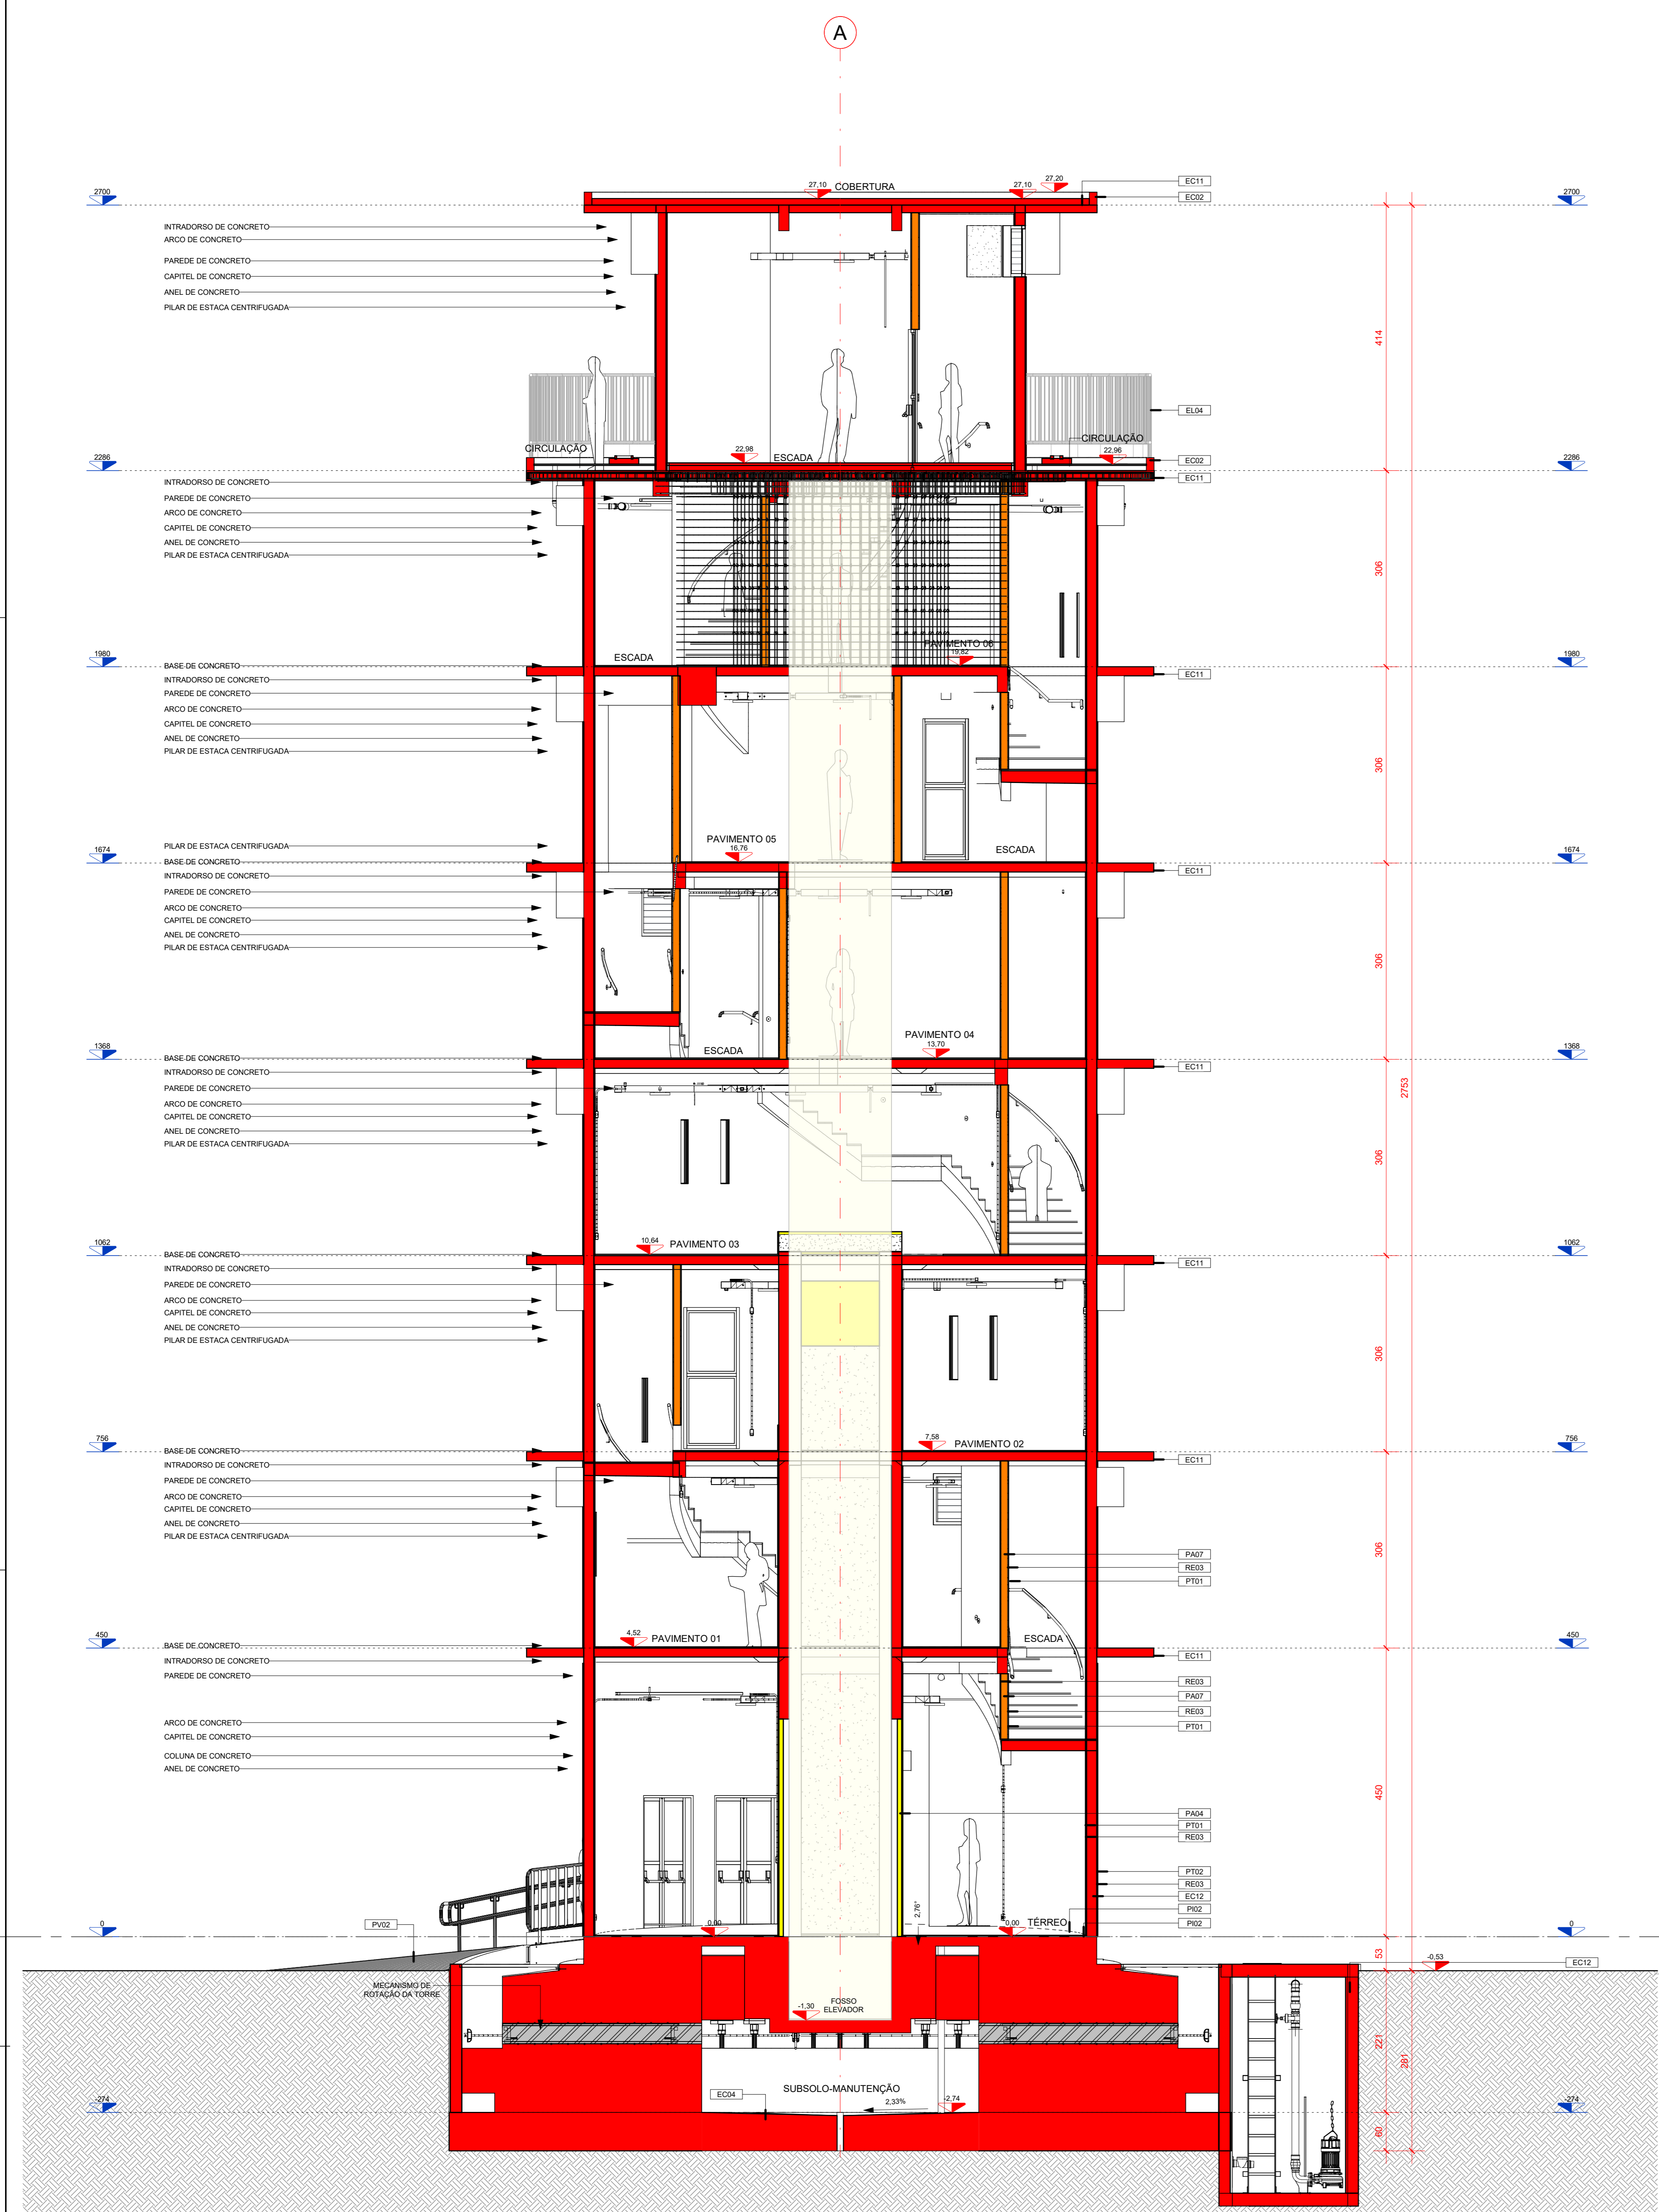 A
2700
27,10
COBERTURA
27,10
27,20
EC11
EC02
2700
INTRADORSO DE CONCRETO
ARCO DE CONCRETO
PAREDE DE CONCRETO
CAPITEL DE CONCRETO
ANEL DE CONCRETO
PILAR DE ESTACA CENTRIFUGADA
414
EL04
CIRCULAÇÃO
CIRCULAÇÃO
22,98
ESCADA
22,96
EC02
2286
2286
EC11
INTRADORSO DE CONCRETO
PAREDE DE CONCRETO
ARCO DE CONCRETO
CAPITEL DE CONCRETO
ANEL DE CONCRETO
PILAR DE ESTACA CENTRIFUGADA
306
PAVIMENTO 06
19,82
ESCADA
1980
1980
BASE DE CONCRETO
EC11
INTRADORSO DE CONCRETO
PAREDE DE CONCRETO
ARCO DE CONCRETO
CAPITEL DE CONCRETO
ANEL DE CONCRETO
PILAR DE ESTACA CENTRIFUGADA
306
PAVIMENTO 05
16,76
ESCADA
PILAR DE ESTACA CENTRIFUGADA
1674
1674
BASE DE CONCRETO
EC11
INTRADORSO DE CONCRETO
PAREDE DE CONCRETO
ARCO DE CONCRETO
CAPITEL DE CONCRETO
ANEL DE CONCRETO
PILAR DE ESTACA CENTRIFUGADA
306
PAVIMENTO 04
13,70
ESCADA
1368
1368
BASE DE CONCRETO
EC11
INTRADORSO DE CONCRETO
PAREDE DE CONCRETO
2753
ARCO DE CONCRETO
CAPITEL DE CONCRETO
ANEL DE CONCRETO
PILAR DE ESTACA CENTRIFUGADA
306
10,64
PAVIMENTO 03
1062
1062
BASE DE CONCRETO
EC11
INTRADORSO DE CONCRETO
PAREDE DE CONCRETO
ARCO DE CONCRETO
CAPITEL DE CONCRETO
ANEL DE CONCRETO
PILAR DE ESTACA CENTRIFUGADA
306
7,58
PAVIMENTO 02
756
756
BASE DE CONCRETO
EC11
INTRADORSO DE CONCRETO
PAREDE DE CONCRETO
ARCO DE CONCRETO
CAPITEL DE CONCRETO
ANEL DE CONCRETO
PILAR DE ESTACA CENTRIFUGADA
306
PA07
RE03
PT01
4,52
PAVIMENTO 01
ESCADA
450
450
BASE DE CONCRETO
EC11
INTRADORSO DE CONCRETO
PAREDE DE CONCRETO
RE03
PA07
RE03
PT01
ARCO DE CONCRETO
CAPITEL DE CONCRETO
COLUNA DE CONCRETO
ANEL DE CONCRETO
450
PA04
PT01
RE03
PT02
RE03
EC12
PI02
PI02
2,76°
0
PV02
0,00
0,00
TÉRREO
0
53
-0,53
EC12
MECANISMO DE
ROTAÇÃO DA TORRE
-1,30
FOSSO
ELEVADOR
221
281
SUBSOLO-MANUTENÇÃO
EC04
2,33%
-2,74
-274
-274
60